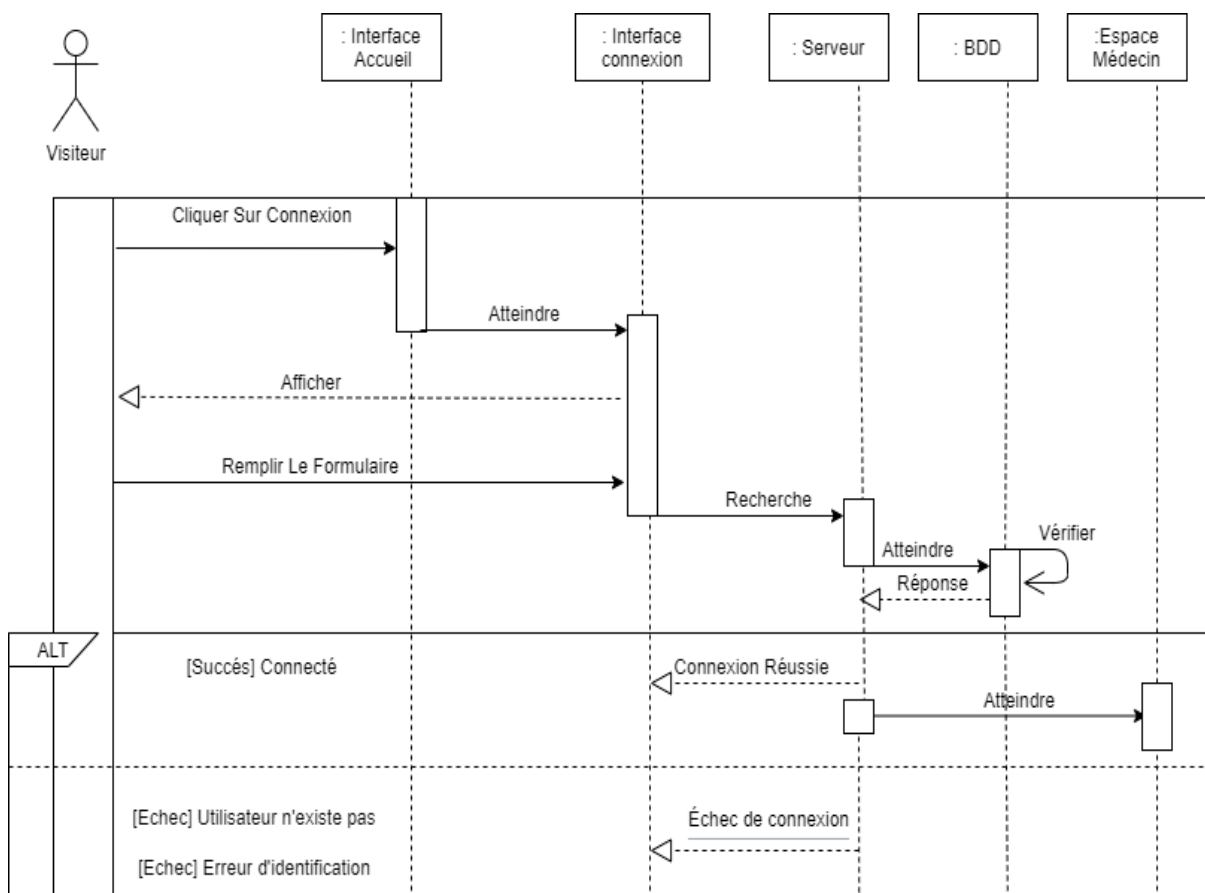 : Interface
Accueil
: Interface
connexion
: Serveur
: BDD
:Espace
Médecin
Visiteur
Cliquer Sur Connexion
Atteindre
Afficher
Remplir Le Formulaire
Recherche
Vérifier
Atteindre
Réponse
ALT
[Succés] Connecté
Connexion Réussie
Atteindre
[Echec] Utilisateur n'existe pas
Échec de connexion
[Echec] Erreur d'identification